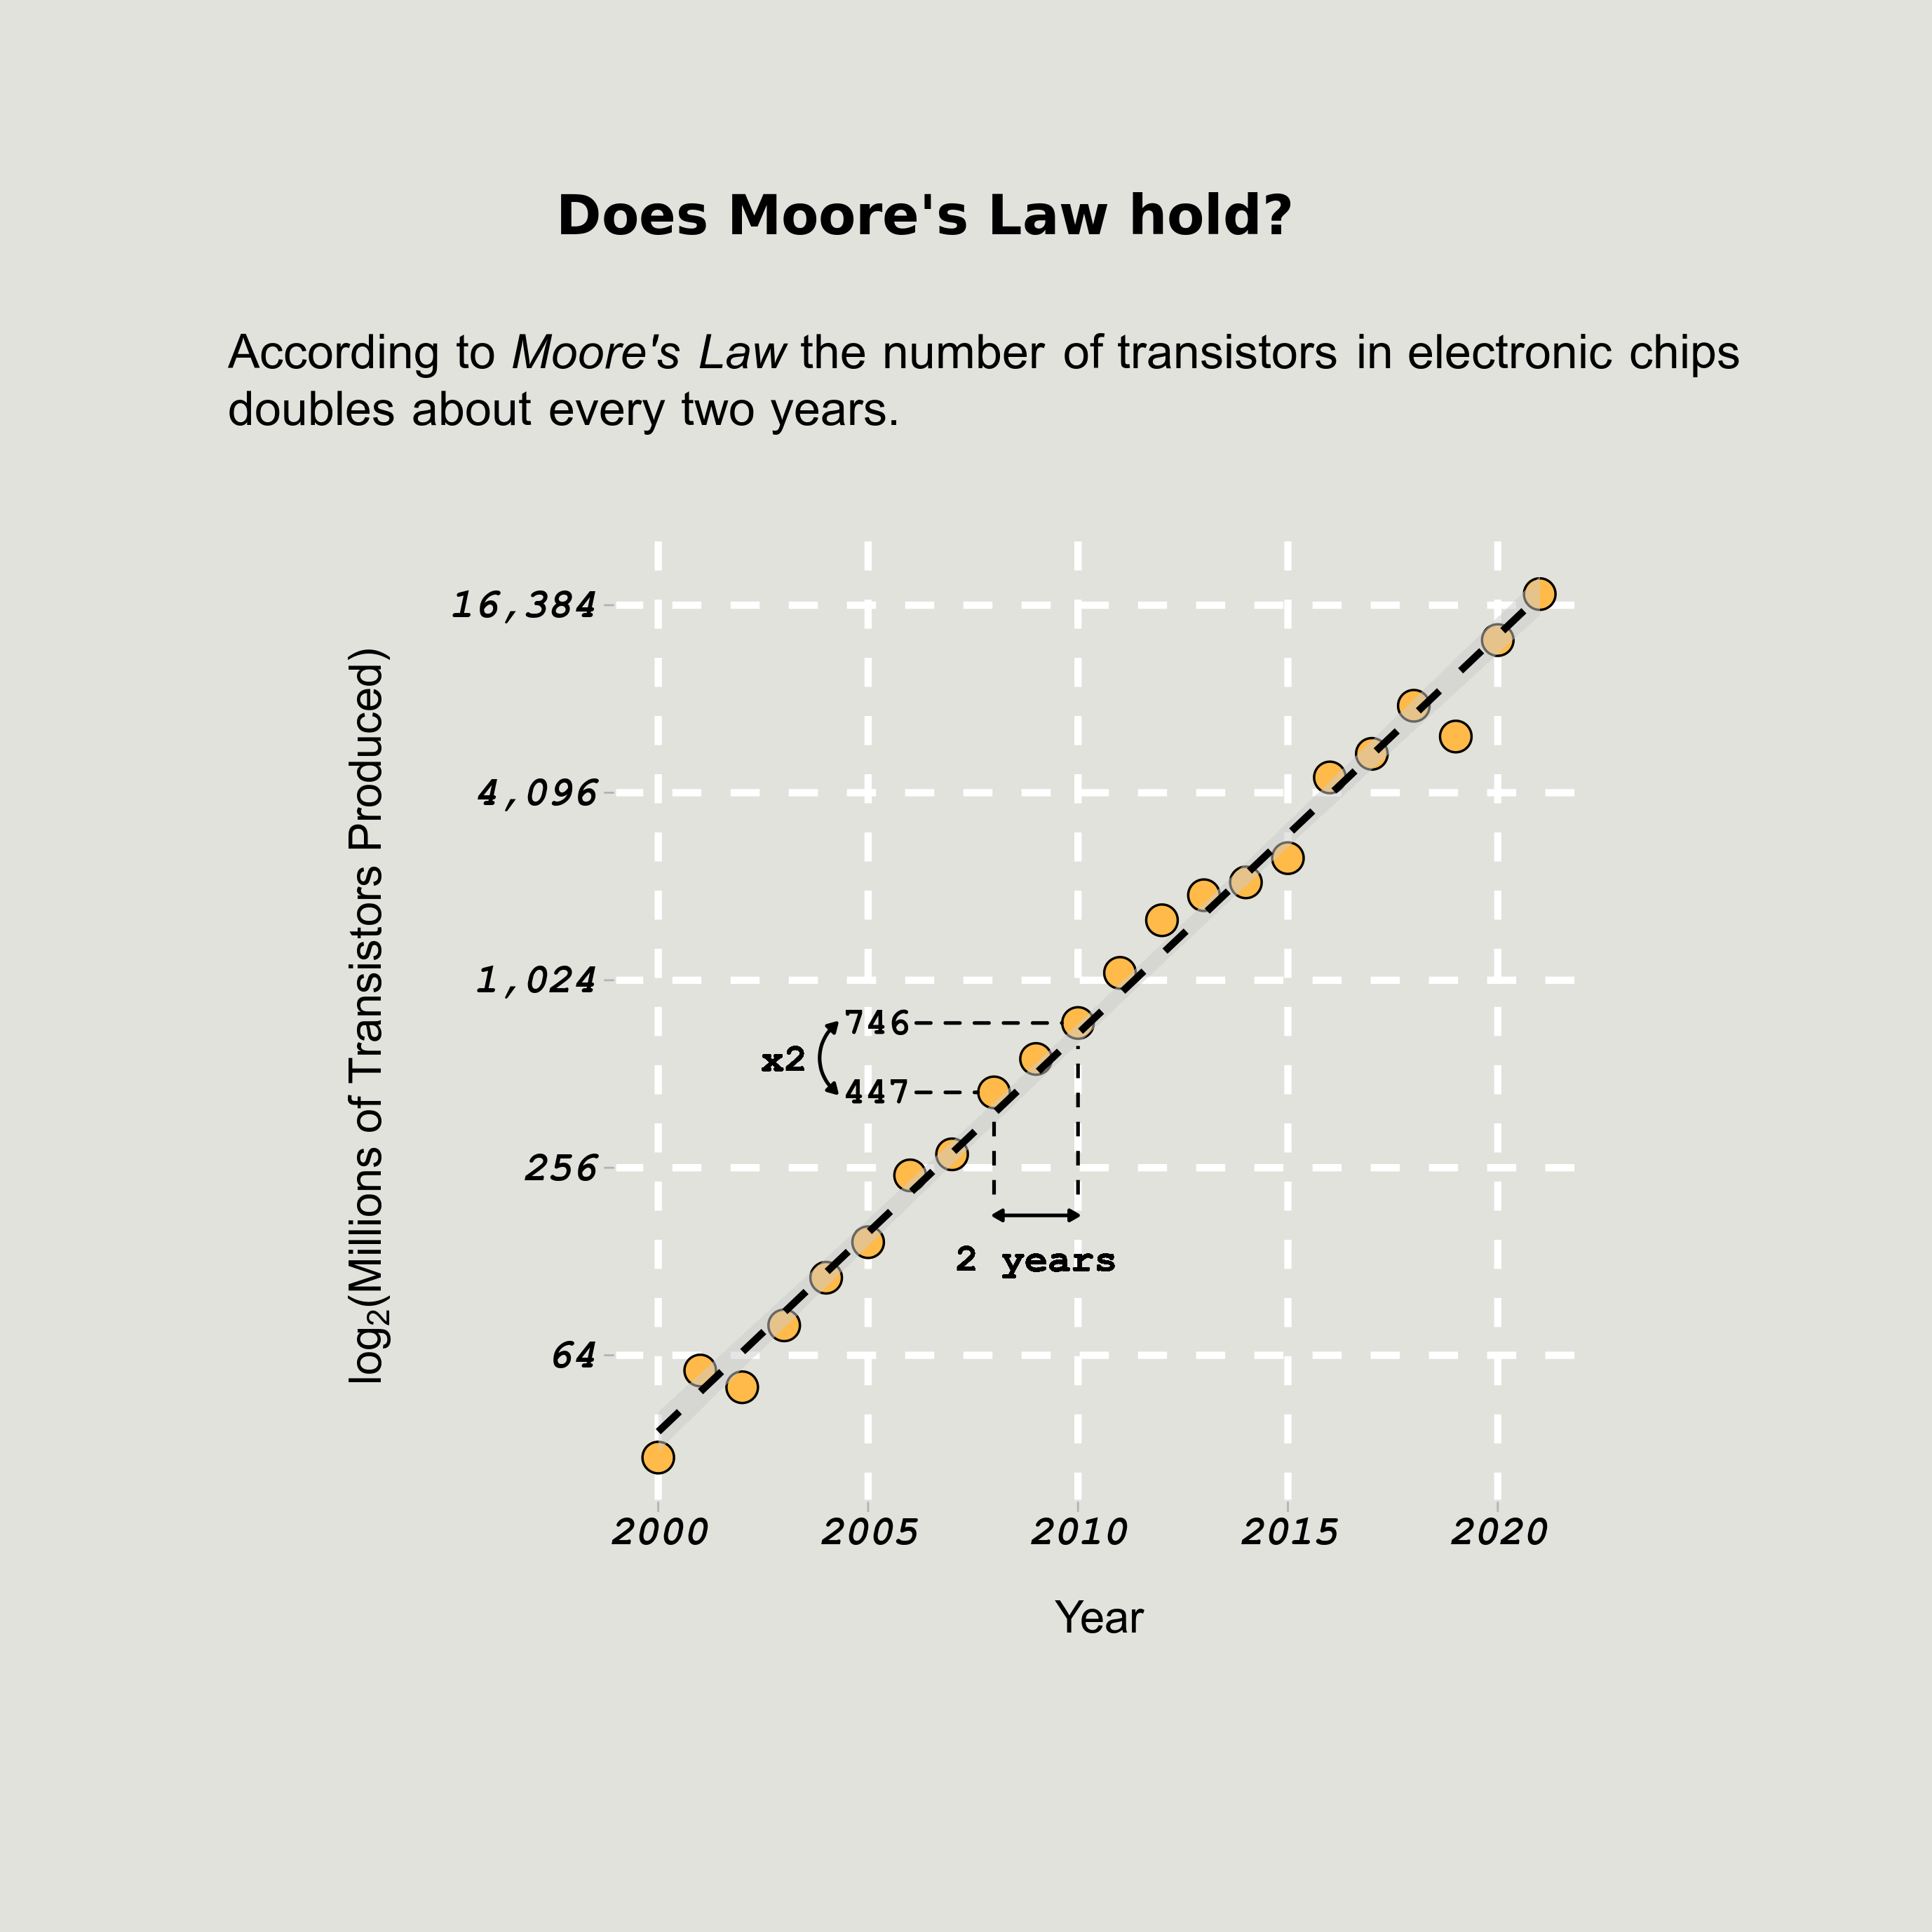 Does Moore's Law hold?
According to Moore's Law the number of transistors in electronic chips
doubles about every two years.
log₂(Millions of Transistors Produced)
16,384
4,096
1,024
256
64
746
x2
447
2 years
2000 2005 2010 2015 2020
Year